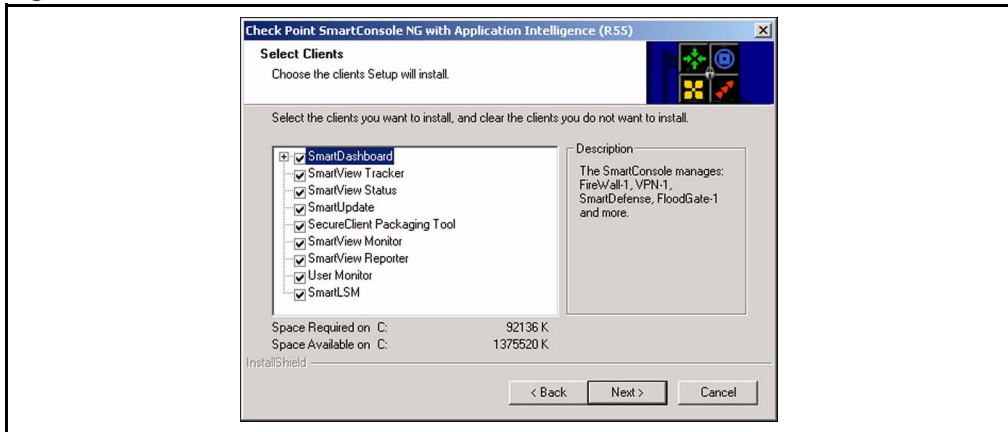 Check Point SmartConsole NG with Application Intelligence (R55)
Select Clients
Choose the clients Setup will install.
Select the clients you want to install, and clear the clients you do not want to install.
SmartDashboard
SmartView Tracker
SmartView Status
SmartUpdate
SecureClient Packaging Tool
SmartView Monitor
SmartView Reporter
User Monitor
SmartLSM
Description
The SmartConsole manages:
FireWall-1, VPN-1,
SmartDefense, FloodGate-1
and more.
Space Required on C: 92136 K
Space Available on C: 1375520 K
InstallShield
< Back Next > Cancel